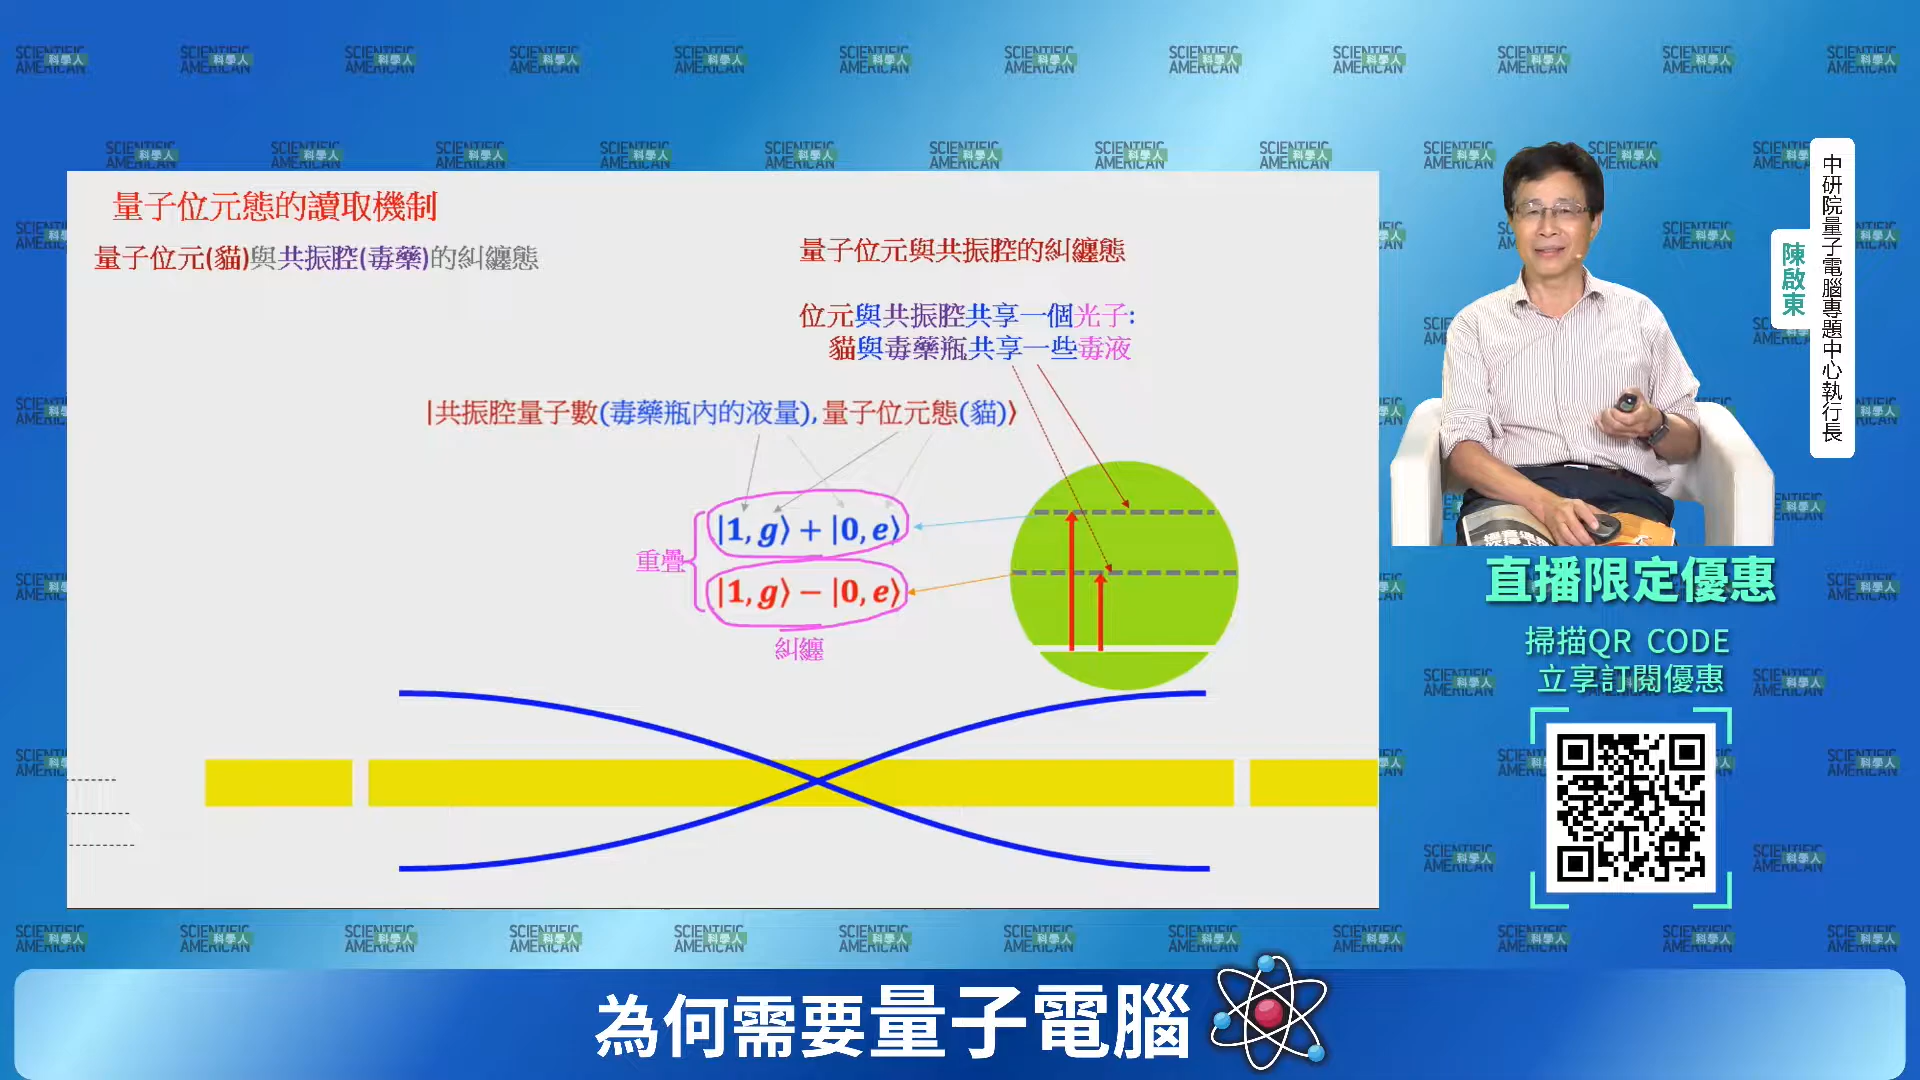 量子位元態的讀取機制
量子位元(貓)與共振腔(毒藥)的糾纏態
量子位元與共振腔的糾纏態
位元與共振腔共享一個光子:
貓與毒藥瓶共享一些毒液
|共振腔量子數(毒藥瓶內的液量),量子位元態(貓)⟩
|1, g⟩ + |0, e⟩
重疊
|1, g⟩ − |0, e⟩
糾纏
中研院量子電腦專題中心執行長
陳啟東
直播限定優惠
掃描QR CODE
立享訂閱優惠
為何需要量子電腦
SCIENTIFIC AMERICAN 科學人